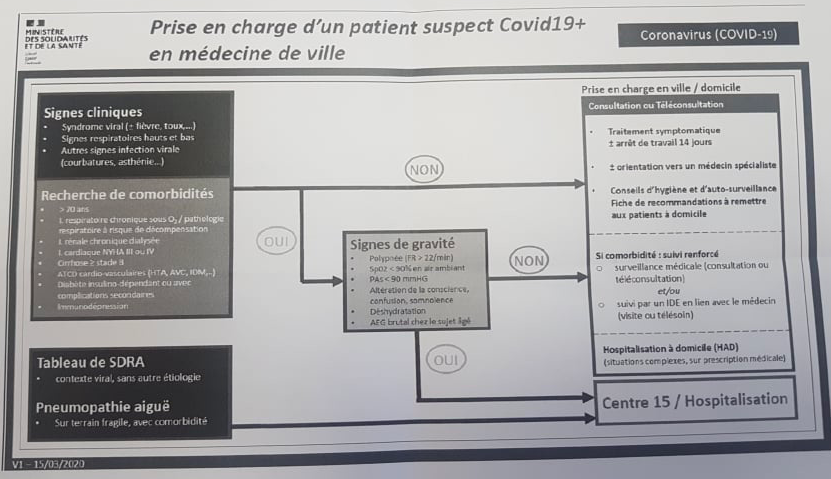 MINISTÈRE
DES SOLIDARITÉS
ET DE LA SANTÉ
Prise en charge d'un patient suspect Covid19+
en médecine de ville
Coronavirus (COVID-19)
Signes cliniques
• Syndrome viral (± fièvre, toux,...)
• Signes respiratoires hauts et bas
• Autres signes infection virale
(courbatures, asthénie...)
Recherche de comorbidités
• > 70 ans
• I. respiratoire chronique sous O₂ / pathologie
respiratoire à risque de décompensation
• I. rénale chronique dialysée
• I. cardiaque NYHA III ou IV
• Cirrhose ≥ stade B
• ATCD cardio-vasculaires (HTA, AVC, IDM,..)
• Diabète insulino-dépendant ou avec
complications secondaires
• Immunodépression
Tableau de SDRA
• contexte viral, sans autre étiologie
Pneumopathie aiguë
• Sur terrain fragile, avec comorbidité
NON
OUI
Signes de gravité
• Polypnée (FR > 22/min)
• SpO2 < 90% en air ambiant
• PAs < 90 mmHG
• Altération de la conscience,
confusion, somnolence
• Déshydratation
• AEG brutal chez le sujet âgé
NON
OUI
Prise en charge en ville / domicile
Consultation ou Téléconsultation
• Traitement symptomatique
± arrêt de travail 14 jours
• ± orientation vers un médecin spécialiste
• Conseils d'hygiène et d'auto-surveillance
Fiche de recommandations à remettre
aux patients à domicile
Si comorbidité : suivi renforcé
○ surveillance médicale (consultation ou
téléconsultation)
et/ou
○ suivi par un IDE en lien avec le médecin
(visite ou télésoin)
Hospitalisation à domicile (HAD)
(situations complexes, sur prescription médicale)
Centre 15 / Hospitalisation
V1 – 15/03/2020